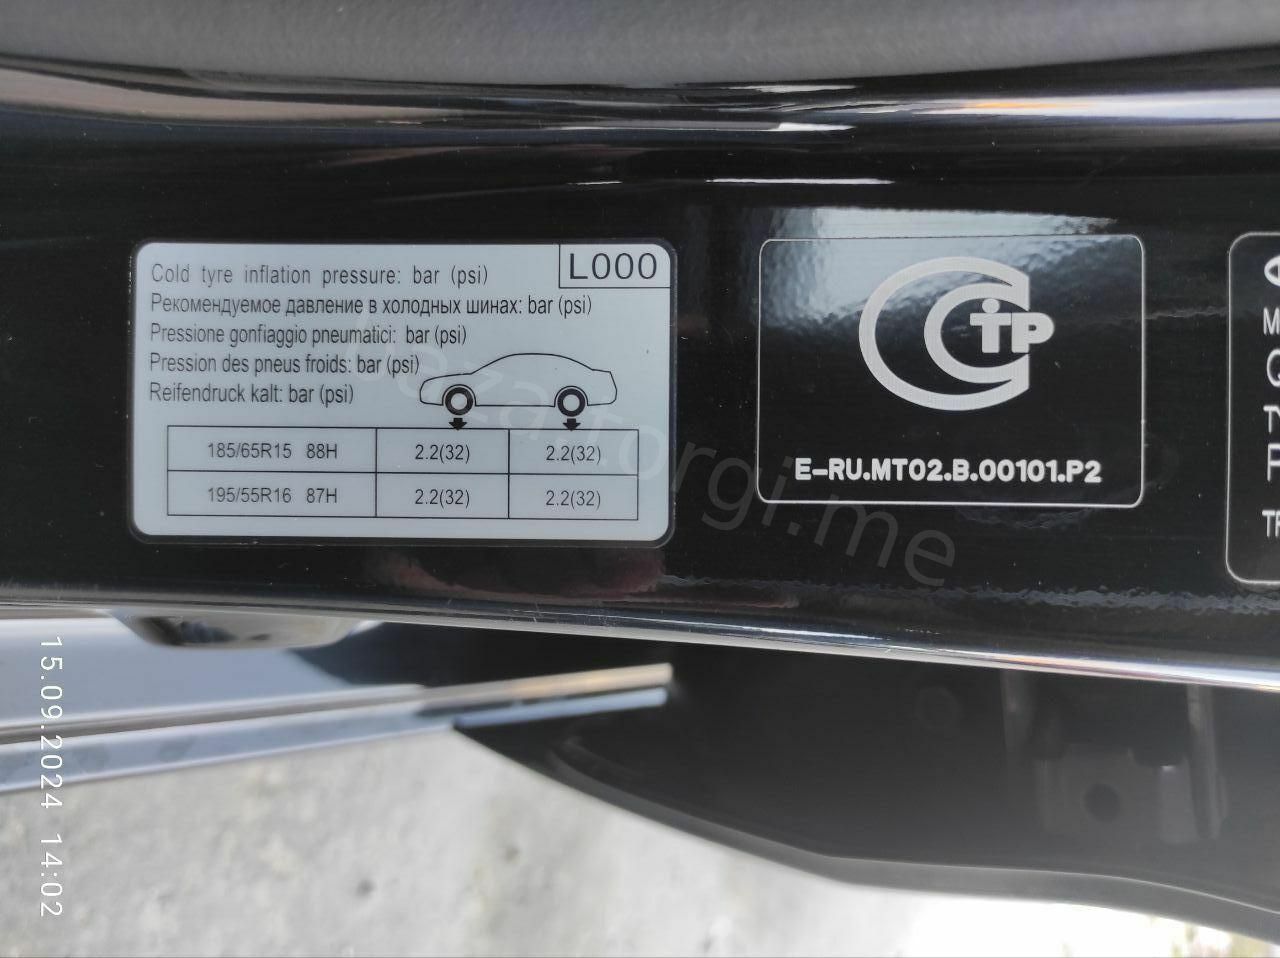 L000
Cold tyre inflation pressure: bar (psi)
Рекомендуемое давление в холодных шинах: bar (psi)
Pressione gonfiaggio pneumatici: bar (psi)
Pression des pneus froids: bar (psi)
Reifendruck kalt: bar (psi)
185/65R15 88H 2.2(32) 2.2(32)
195/55R16 87H 2.2(32) 2.2(32)
E-RU.MT02.B.00101.P2
15.09.2024 14:02